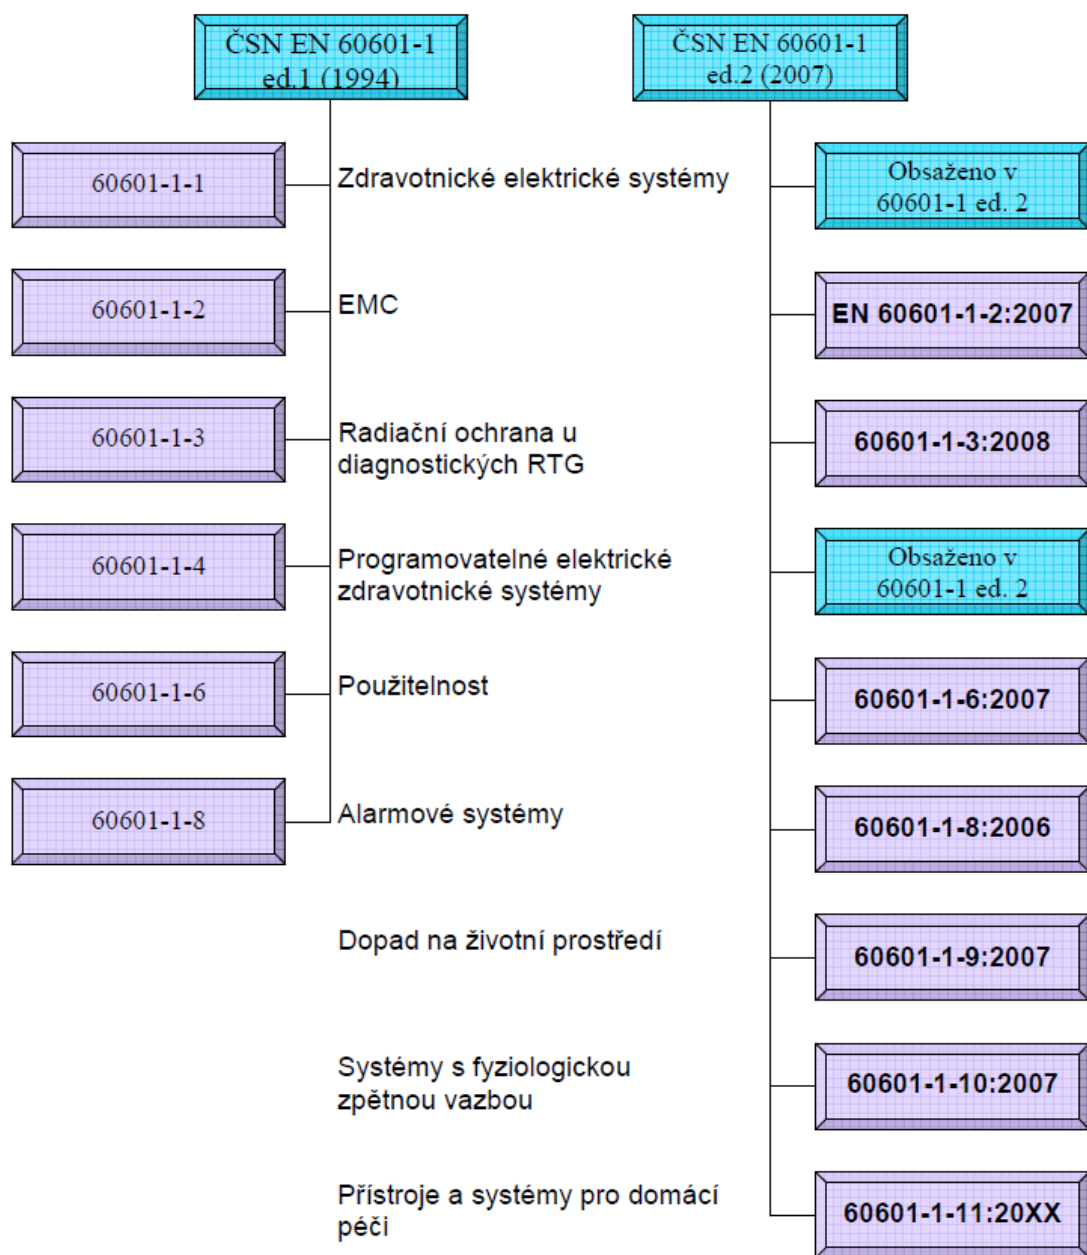 ČSN EN 60601-1
ed.1 (1994)
ČSN EN 60601-1
ed.2 (2007)
60601-1-1
Zdravotnické elektrické systémy
Obsaženo v
60601-1 ed. 2
60601-1-2
EMC
EN 60601-1-2:2007
60601-1-3
Radiační ochrana u
diagnostických RTG
60601-1-3:2008
60601-1-4
Programovatelné elektrické
zdravotnické systémy
Obsaženo v
60601-1 ed. 2
60601-1-6
Použitelnost
60601-1-6:2007
60601-1-8
Alarmové systémy
60601-1-8:2006
Dopad na životní prostředí
60601-1-9:2007
Systémy s fyziologickou
zpětnou vazbou
60601-1-10:2007
Přístroje a systémy pro domácí
péči
60601-1-11:20XX